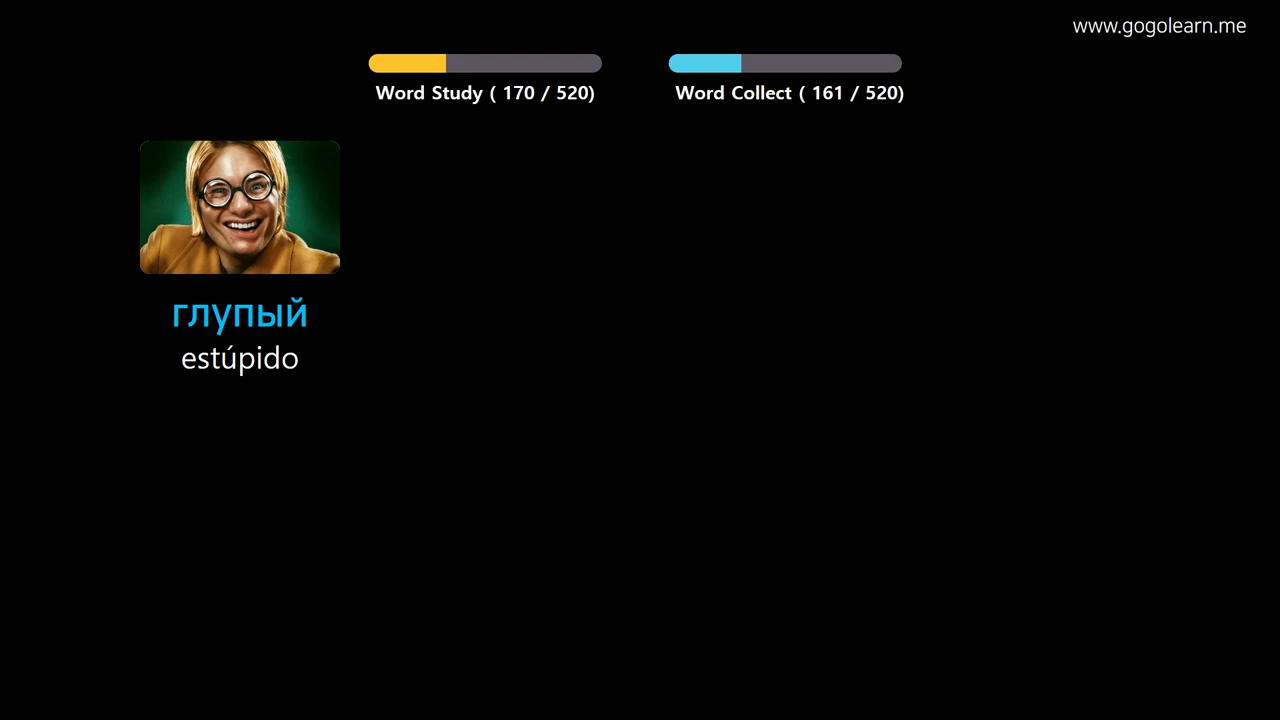 www.gogolearn.me
Word Study ( 170 / 520)
Word Collect ( 161 / 520)
глупый
estúpido